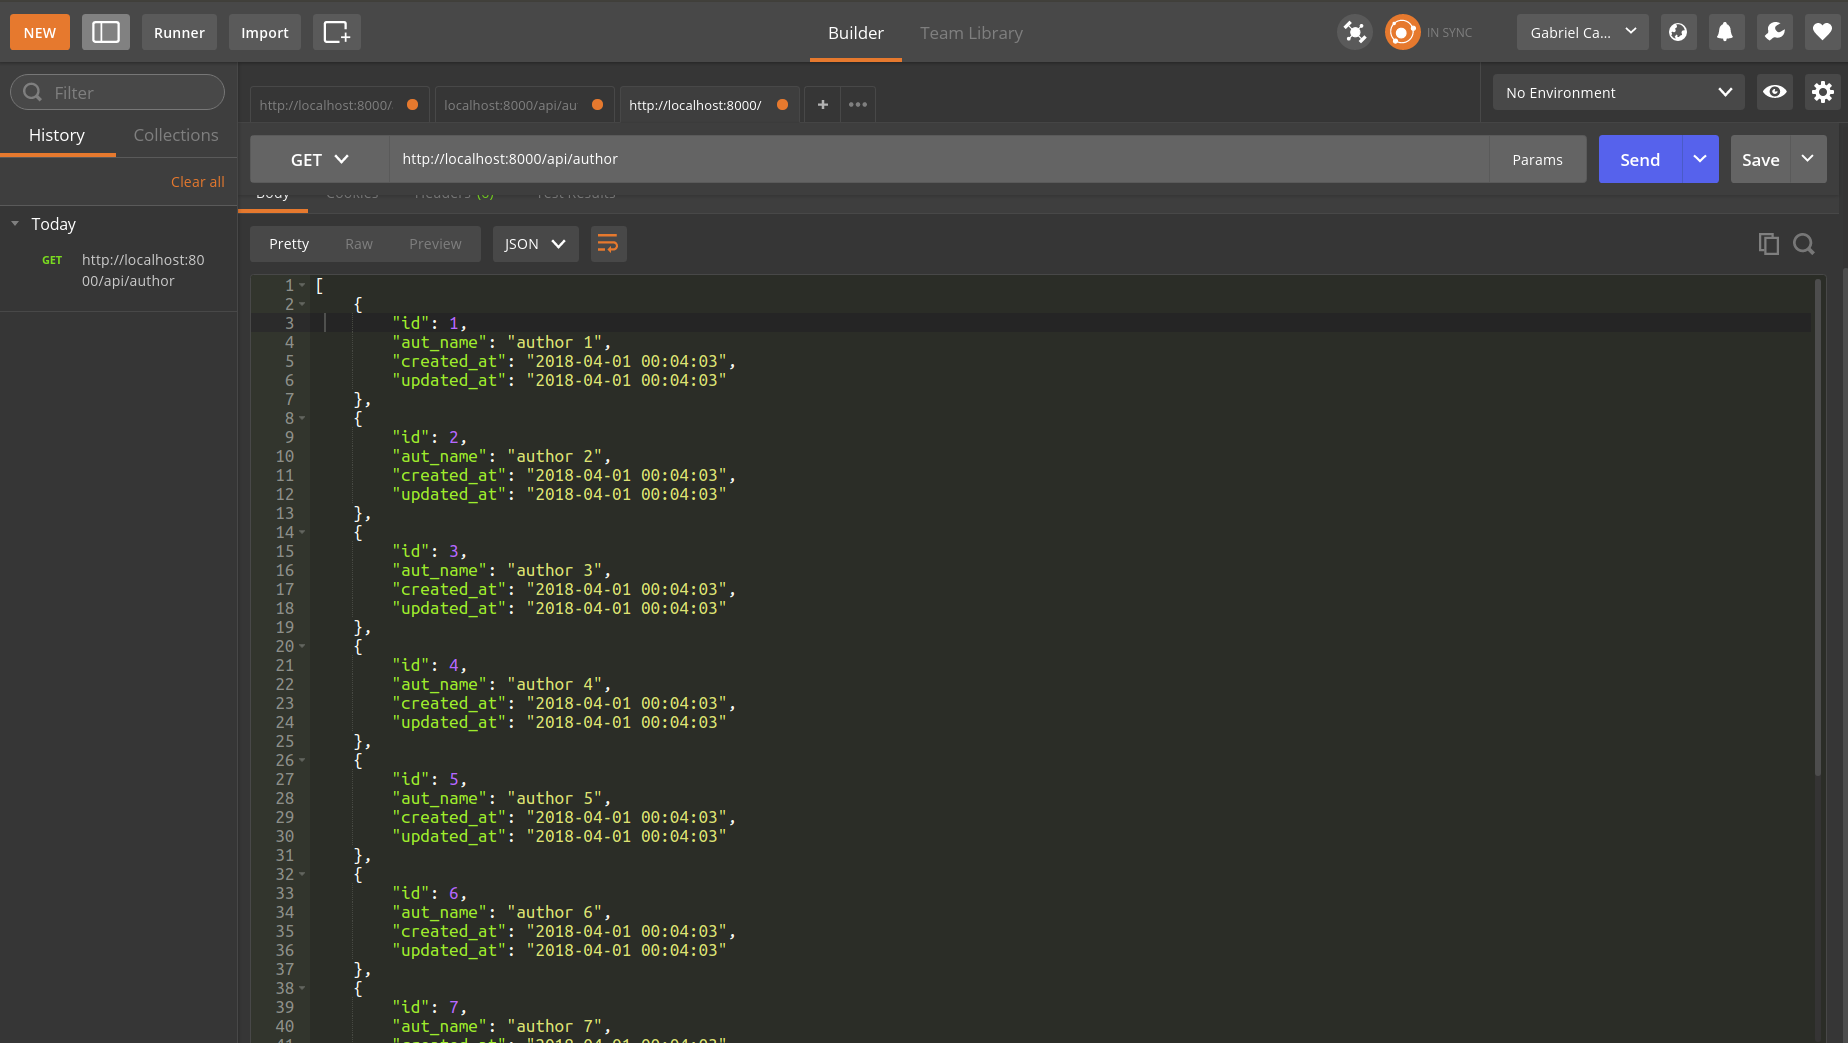 NEW
Runner
Import
Builder
Team Library
IN SYNC
Gabriel Ca...
Filter
History
Collections
Clear all
Today
GET
http://localhost:80
00/api/author
http://localhost:8000/
localhost:8000/api/au
http://localhost:8000/
No Environment
GET
http://localhost:8000/api/author
Params
Send
Save
Body
Cookies
Headers (6)
Test Results
Pretty
Raw
Preview
JSON
1 [
2 {
3 "id": 1,
4 "aut_name": "author 1",
5 "created_at": "2018-04-01 00:04:03",
6 "updated_at": "2018-04-01 00:04:03"
7 },
8 {
9 "id": 2,
10 "aut_name": "author 2",
11 "created_at": "2018-04-01 00:04:03",
12 "updated_at": "2018-04-01 00:04:03"
13 },
14 {
15 "id": 3,
16 "aut_name": "author 3",
17 "created_at": "2018-04-01 00:04:03",
18 "updated_at": "2018-04-01 00:04:03"
19 },
20 {
21 "id": 4,
22 "aut_name": "author 4",
23 "created_at": "2018-04-01 00:04:03",
24 "updated_at": "2018-04-01 00:04:03"
25 },
26 {
27 "id": 5,
28 "aut_name": "author 5",
29 "created_at": "2018-04-01 00:04:03",
30 "updated_at": "2018-04-01 00:04:03"
31 },
32 {
33 "id": 6,
34 "aut_name": "author 6",
35 "created_at": "2018-04-01 00:04:03",
36 "updated_at": "2018-04-01 00:04:03"
37 },
38 {
39 "id": 7,
40 "aut_name": "author 7",